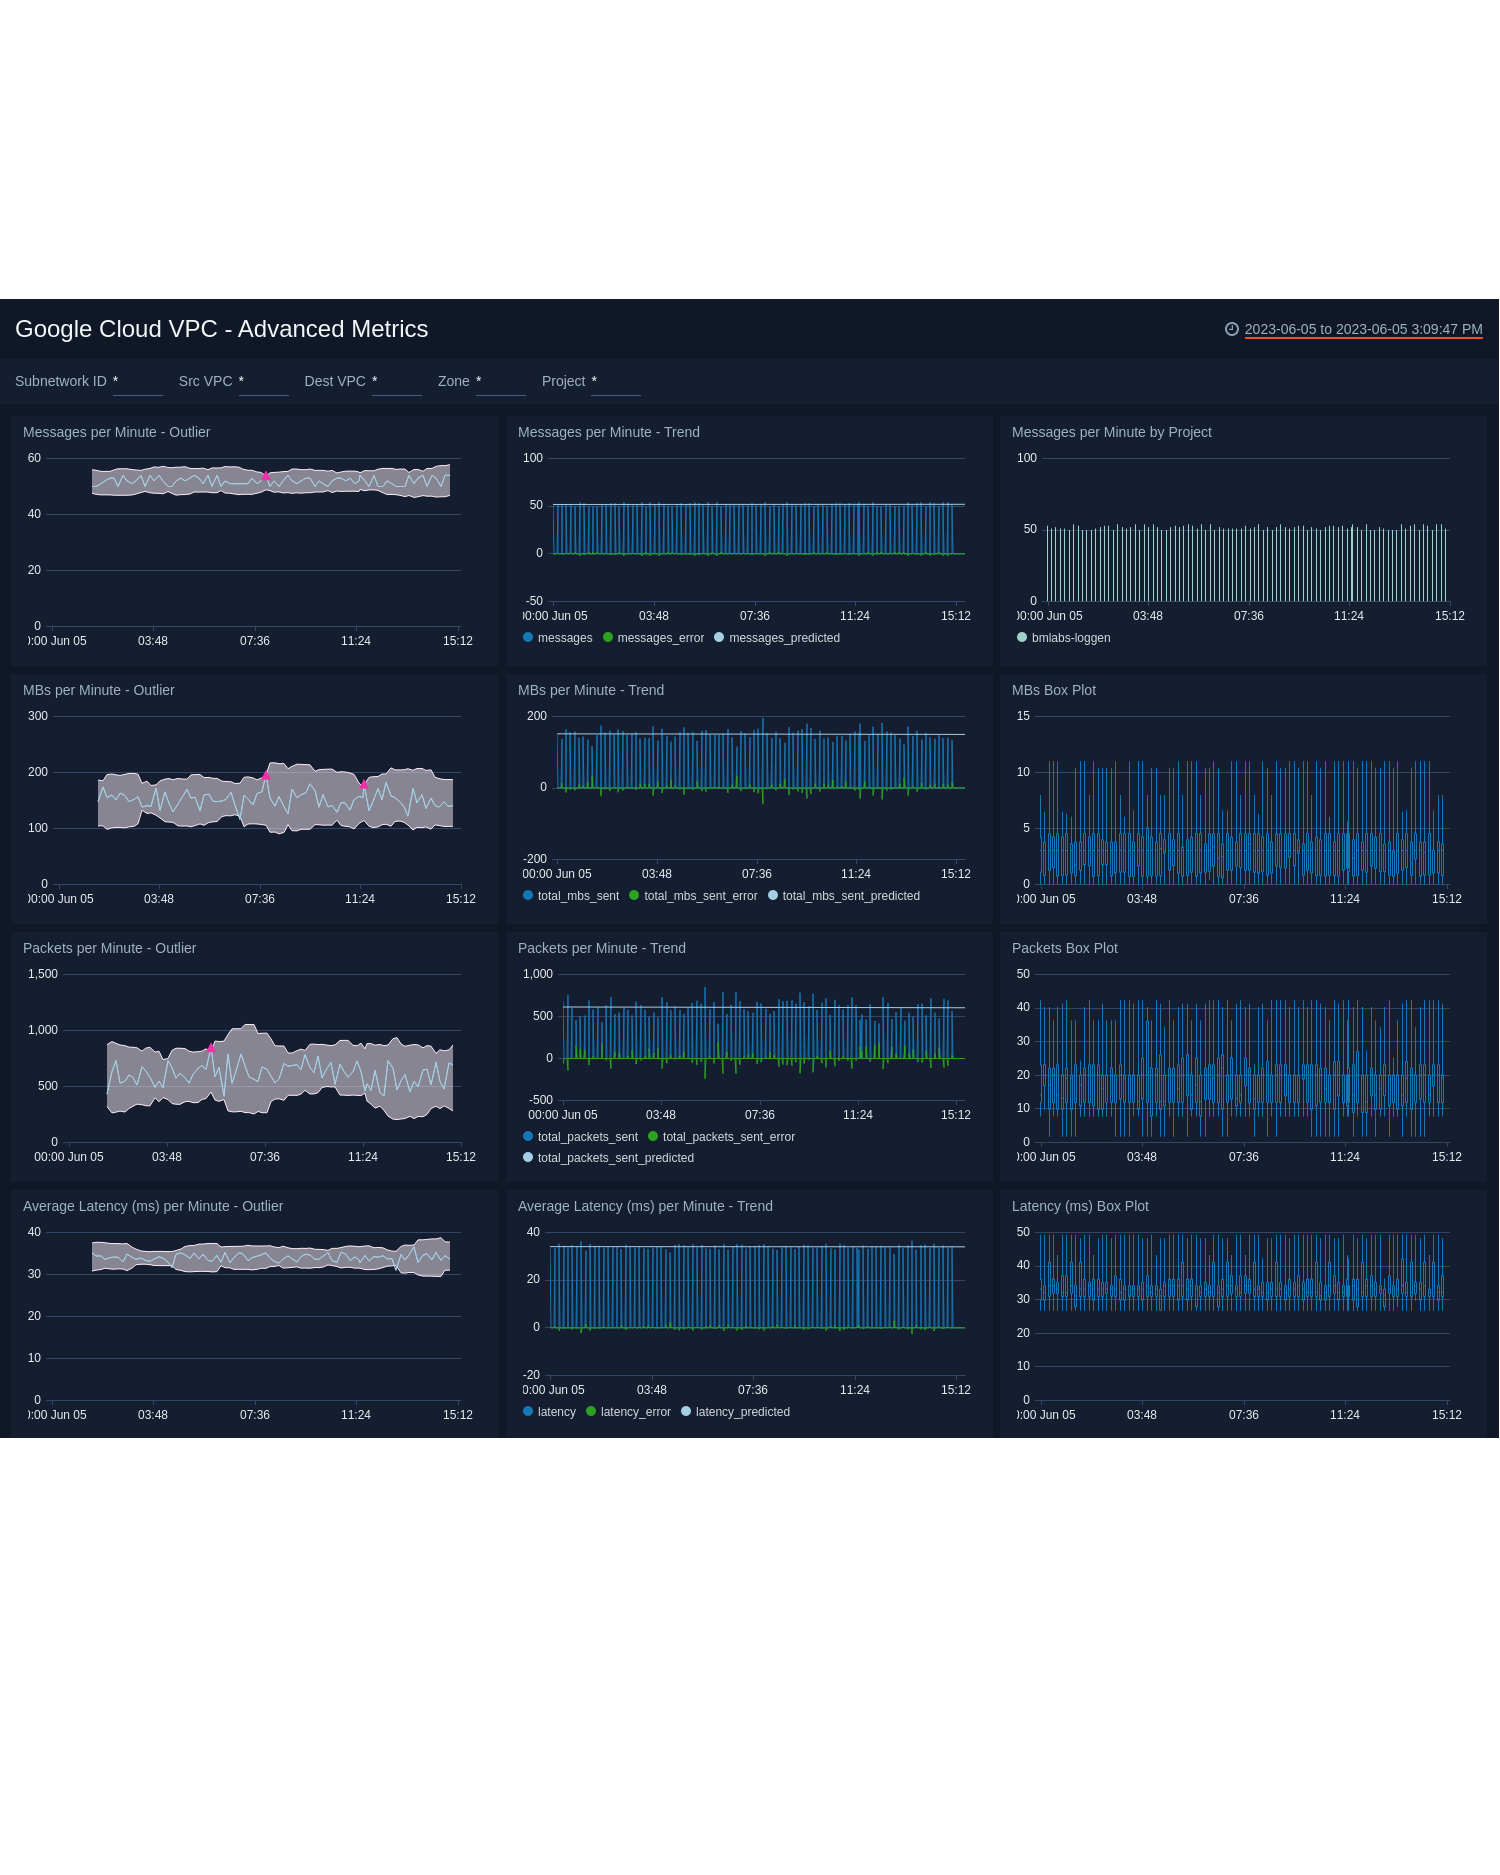 Google Cloud VPC - Advanced Metrics
2023-06-05 to 2023-06-05 3:09:47 PM
Subnetwork ID * Src VPC * Dest VPC * Zone * Project *
Messages per Minute - Outlier
60
40
20
0
0:00 Jun 05 03:48 07:36 11:24 15:12
Messages per Minute - Trend
100
50
0
-50
00:00 Jun 05 03:48 07:36 11:24 15:12
messages messages_error messages_predicted
Messages per Minute by Project
100
50
0
00:00 Jun 05 03:48 07:36 11:24 15:12
bmlabs-loggen
MBs per Minute - Outlier
300
200
100
0
00:00 Jun 05 03:48 07:36 11:24 15:12
MBs per Minute - Trend
200
0
-200
00:00 Jun 05 03:48 07:36 11:24 15:12
total_mbs_sent total_mbs_sent_error total_mbs_sent_predicted
MBs Box Plot
15
10
5
0
0:00 Jun 05 03:48 07:36 11:24 15:12
Packets per Minute - Outlier
1,500
1,000
500
0
00:00 Jun 05 03:48 07:36 11:24 15:12
Packets per Minute - Trend
1,000
500
0
-500
00:00 Jun 05 03:48 07:36 11:24 15:12
total_packets_sent total_packets_sent_error
total_packets_sent_predicted
Packets Box Plot
50
40
30
20
10
0
0:00 Jun 05 03:48 07:36 11:24 15:12
Average Latency (ms) per Minute - Outlier
40
30
20
10
0
0:00 Jun 05 03:48 07:36 11:24 15:12
Average Latency (ms) per Minute - Trend
40
20
0
-20
0:00 Jun 05 03:48 07:36 11:24 15:12
latency latency_error latency_predicted
Latency (ms) Box Plot
50
40
30
20
10
0
0:00 Jun 05 03:48 07:36 11:24 15:12